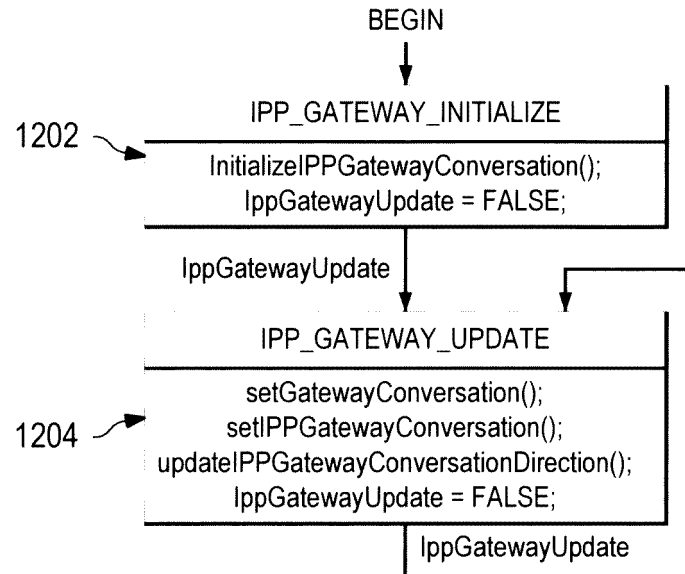 BEGIN
IPP_GATEWAY_INITIALIZE
1202
InitializeIPPGatewayConversation();
IppGatewayUpdate = FALSE;
IppGatewayUpdate
IPP_GATEWAY_UPDATE
setGatewayConversation();
setIPPGatewayConversation();
1204
updateIPPGatewayConversationDirection();
IppGatewayUpdate = FALSE;
IppGatewayUpdate